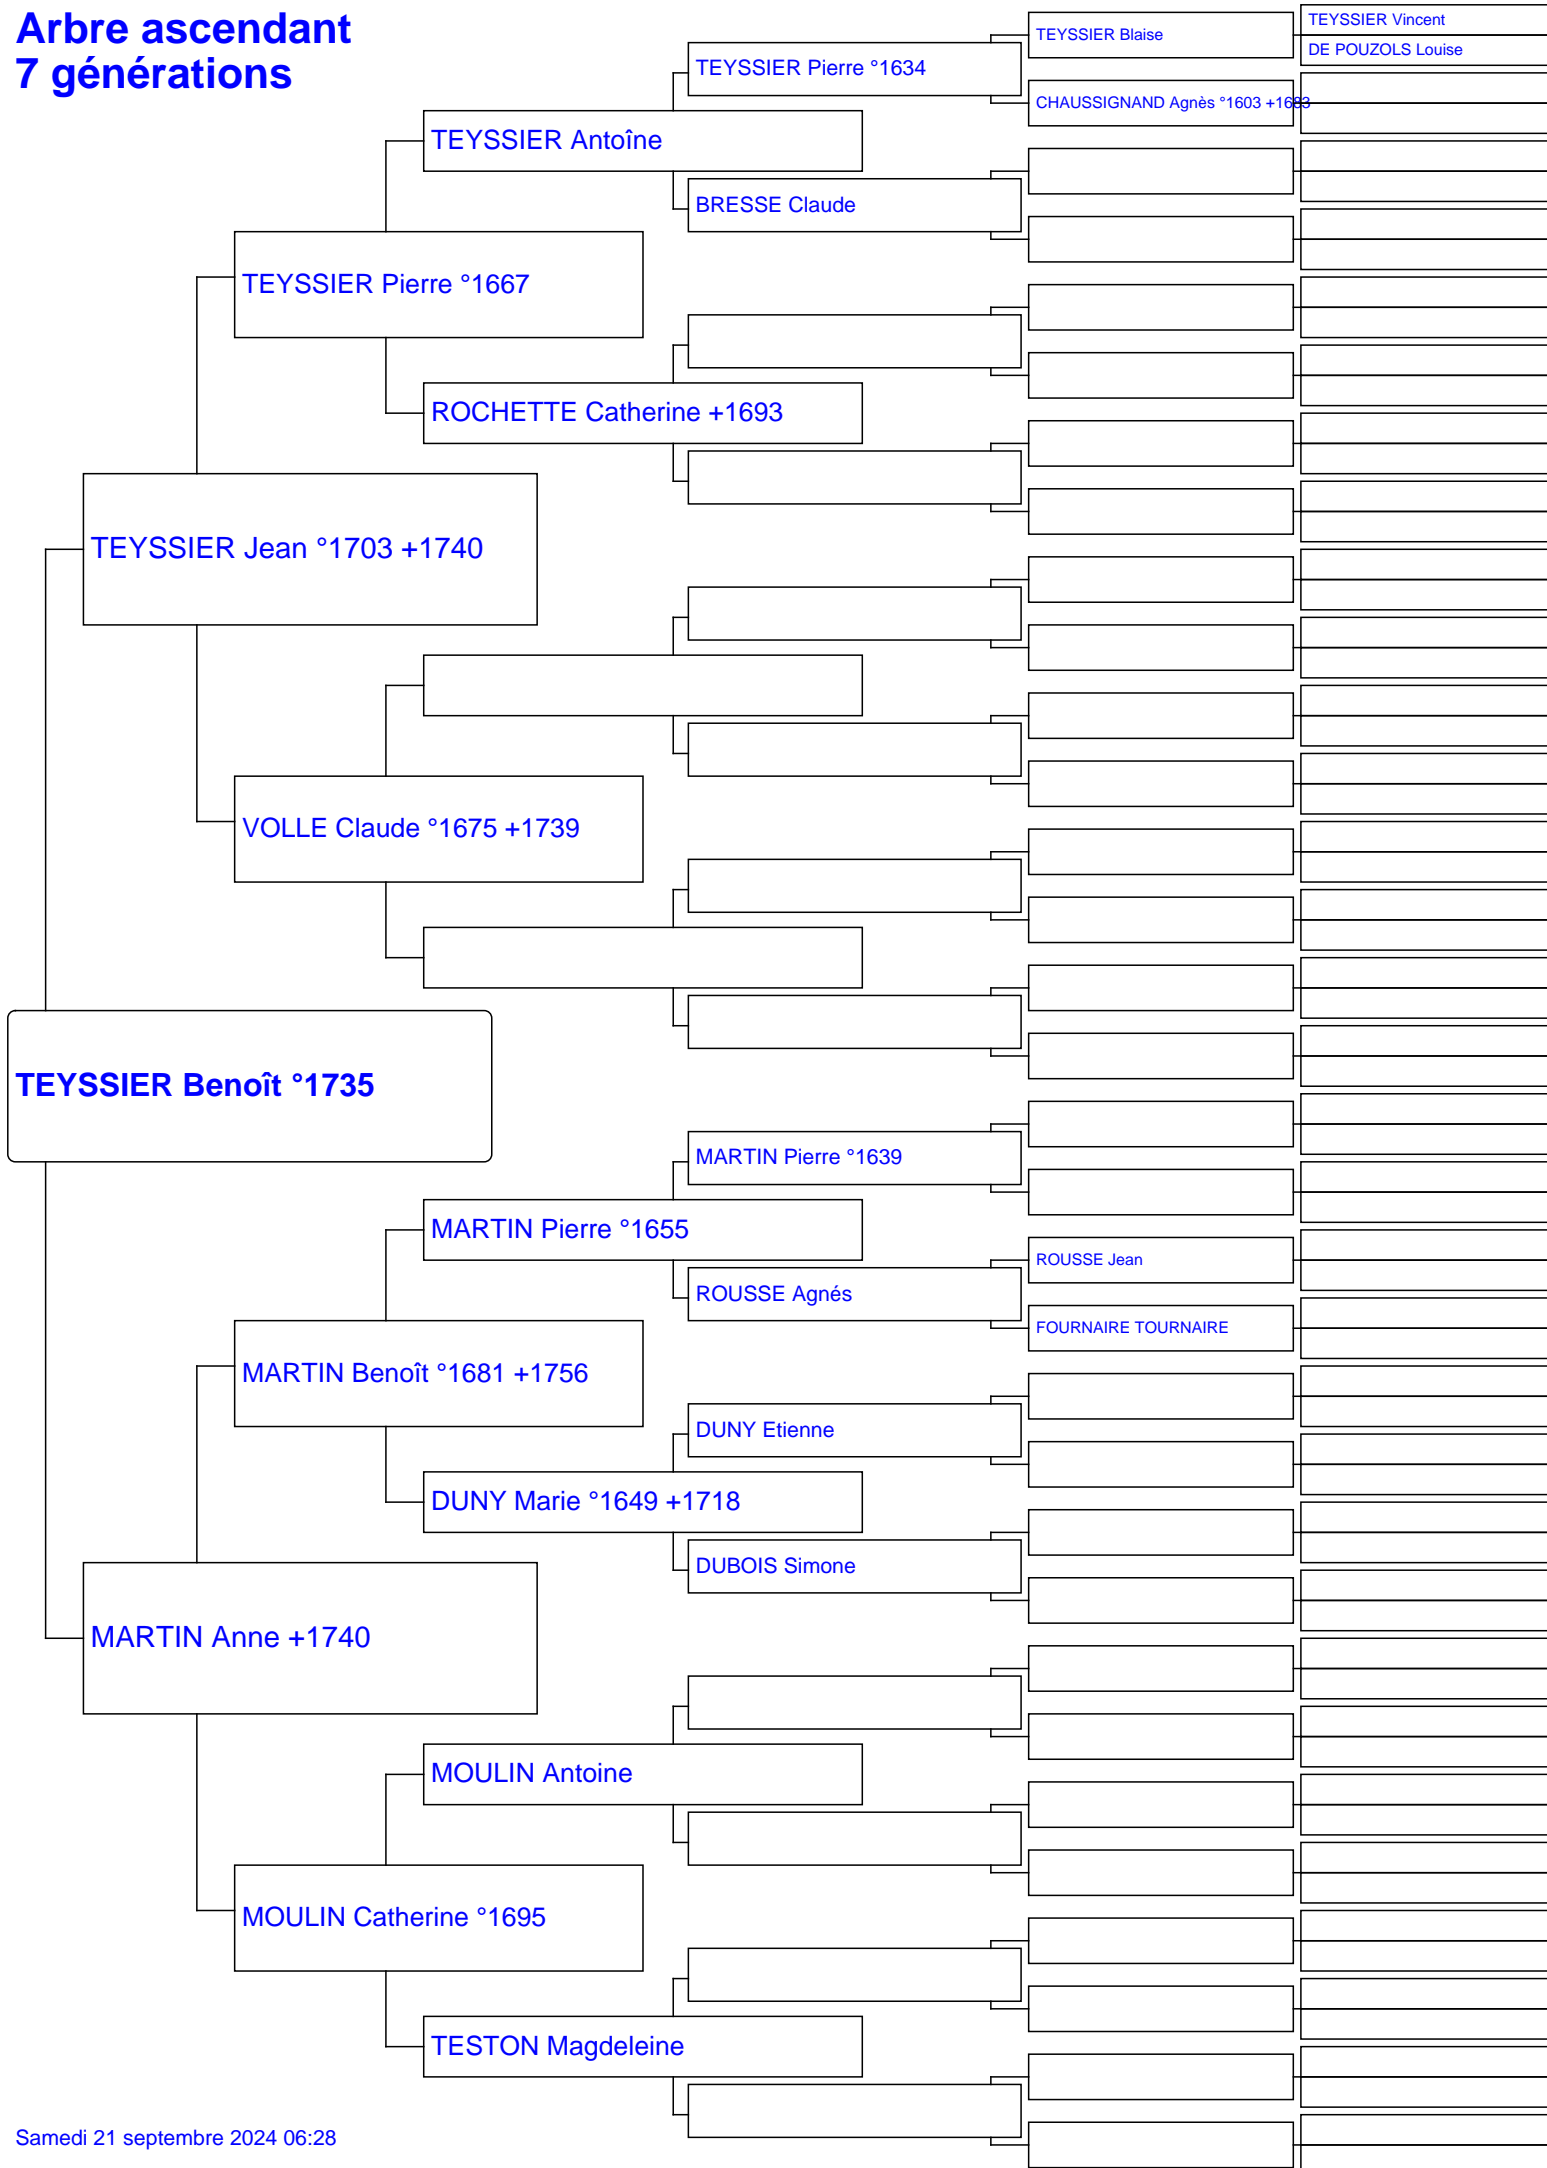 Arbre ascendant
7 générations
TEYSSIER Vincent
TEYSSIER Blaise
DE POUZOLS Louise
TEYSSIER Pierre °1634
CHAUSSIGNAND Agnès °1603 +1683
TEYSSIER Antoîne
BRESSE Claude
TEYSSIER Pierre °1667
ROCHETTE Catherine +1693
TEYSSIER Jean °1703 +1740
VOLLE Claude °1675 +1739
TEYSSIER Benoît °1735
MARTIN Pierre °1639
MARTIN Pierre °1655
ROUSSE Jean
ROUSSE Agnés
FOURNAIRE TOURNAIRE
MARTIN Benoît °1681 +1756
DUNY Etienne
DUNY Marie °1649 +1718
DUBOIS Simone
MARTIN Anne +1740
MOULIN Antoine
MOULIN Catherine °1695
TESTON Magdeleine
Samedi 21 septembre 2024 06:28